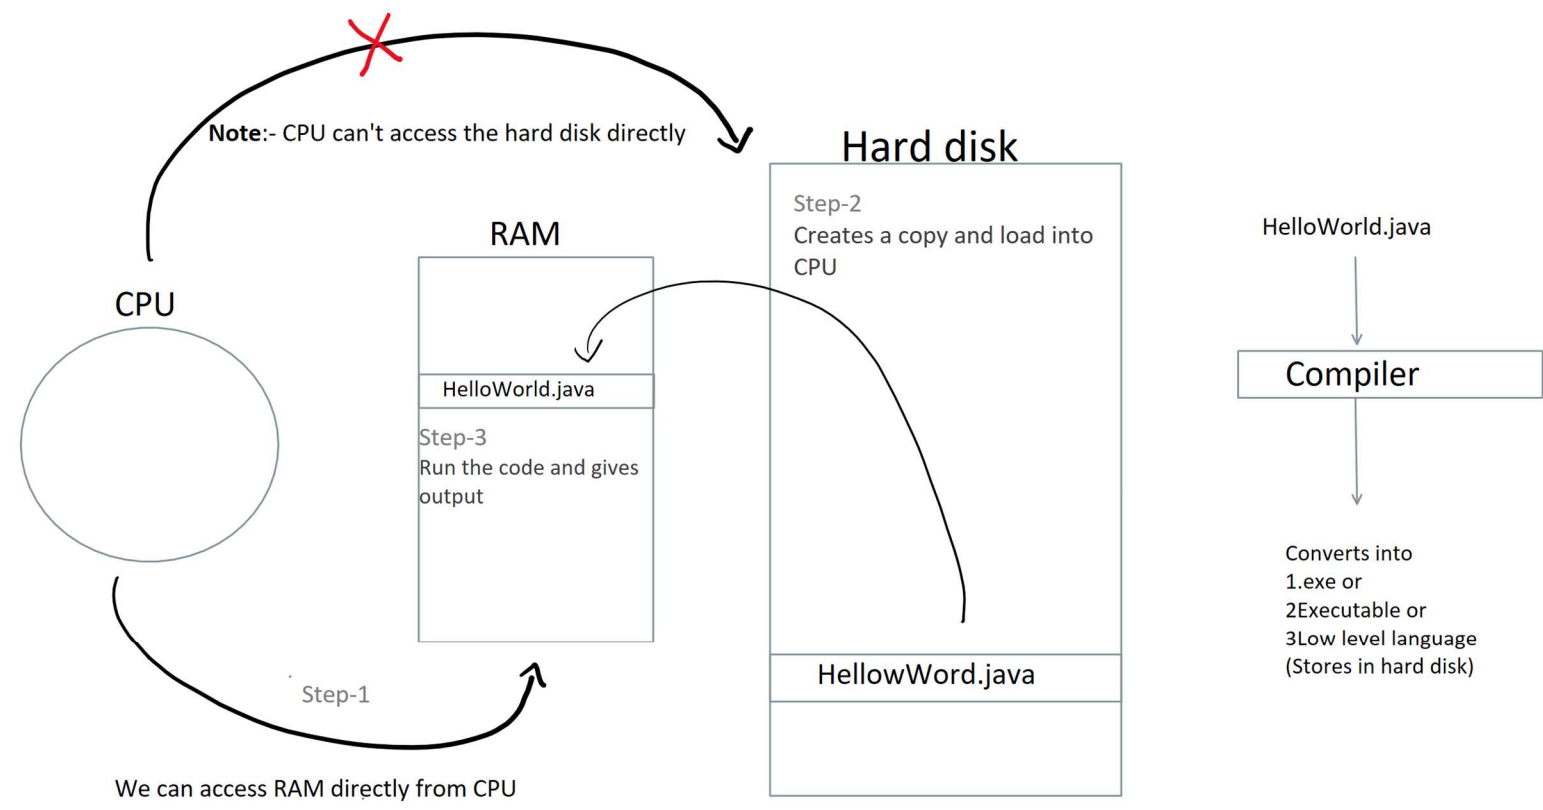 Note:- CPU can't access the hard disk directly
Hard disk
Step-2
Creates a copy and load into
CPU
HelloWorld.java
RAM
CPU
Compiler
HelloWorld.java
Step-3
Run the code and gives
output
Converts into
1.exe or
2Executable or
3Low level language
(Stores in hard disk)
HellowWord.java
Step-1
We can access RAM directly from CPU